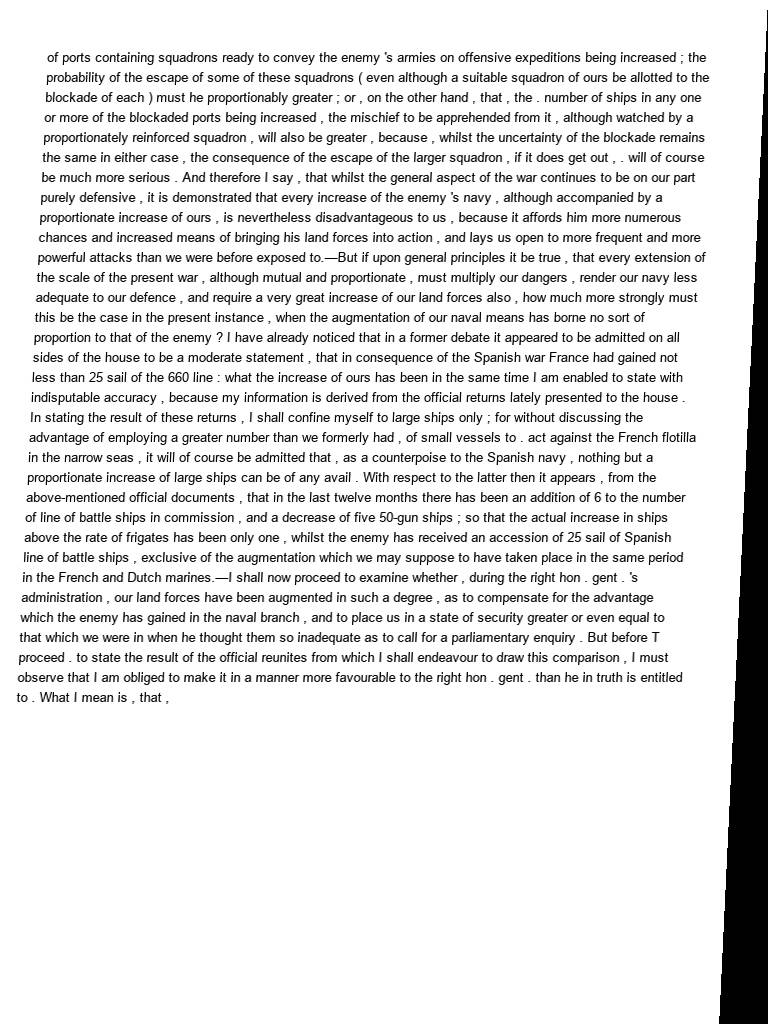 of ports containing squadrons ready to convey the enemy 's armies on offensive expeditions being increased ; the
probability of the escape of some of these squadrons ( even although a suitable squadron of ours be allotted to the
blockade of each ) must he proportionably greater ; or , on the other hand , that , the . number of ships in any one
or more of the blockaded ports being increased , the mischief to be apprehended from it , although watched by a
proportionately reinforced squadron , will also be greater , because , whilst the uncertainty of the blockade remains
the same in either case , the consequence of the escape of the larger squadron , if it does get out , . will of course
be much more serious . And therefore I say , that whilst the general aspect of the war continues to be on our part
purely defensive , it is demonstrated that every increase of the enemy 's navy , although accompanied by a
proportionate increase of ours , is nevertheless disadvantageous to us , because it affords him more numerous
chances and increased means of bringing his land forces into action , and lays us open to more frequent and more
powerful attacks than we were before exposed to.—But if upon general principles it be true , that every extension of
the scale of the present war , although mutual and proportionate , must multiply our dangers , render our navy less
adequate to our defence , and require a very great increase of our land forces also , how much more strongly must
this be the case in the present instance , when the augmentation of our naval means has borne no sort of
proportion to that of the enemy ? I have already noticed that in a former debate it appeared to be admitted on all
sides of the house to be a moderate statement , that in consequence of the Spanish war France had gained not
less than 25 sail of the 660 line : what the increase of ours has been in the same time I am enabled to state with
indisputable accuracy , because my information is derived from the official returns lately presented to the house .
In stating the result of these returns , I shall confine myself to large ships only ; for without discussing the
advantage of employing a greater number than we formerly had , of small vessels to . act against the French flotilla
in the narrow seas , it will of course be admitted that , as a counterpoise to the Spanish navy , nothing but a
proportionate increase of large ships can be of any avail . With respect to the latter then it appears , from the
above-mentioned official documents , that in the last twelve months there has been an addition of 6 to the number
of line of battle ships in commission , and a decrease of five 50-gun ships ; so that the actual increase in ships
above the rate of frigates has been only one , whilst the enemy has received an accession of 25 sail of Spanish
line of battle ships , exclusive of the augmentation which we may suppose to have taken place in the same period
in the French and Dutch marines.—I shall now proceed to examine whether , during the right hon . gent . 's
administration , our land forces have been augmented in such a degree , as to compensate for the advantage
which the enemy has gained in the naval branch , and to place us in a state of security greater or even equal to
that which we were in when he thought them so inadequate as to call for a parliamentary enquiry . But before T
proceed . to state the result of the official reunites from which I shall endeavour to draw this comparison , I must
observe that I am obliged to make it in a manner more favourable to the right hon . gent . than he in truth is entitled
to . What I mean is , that ,